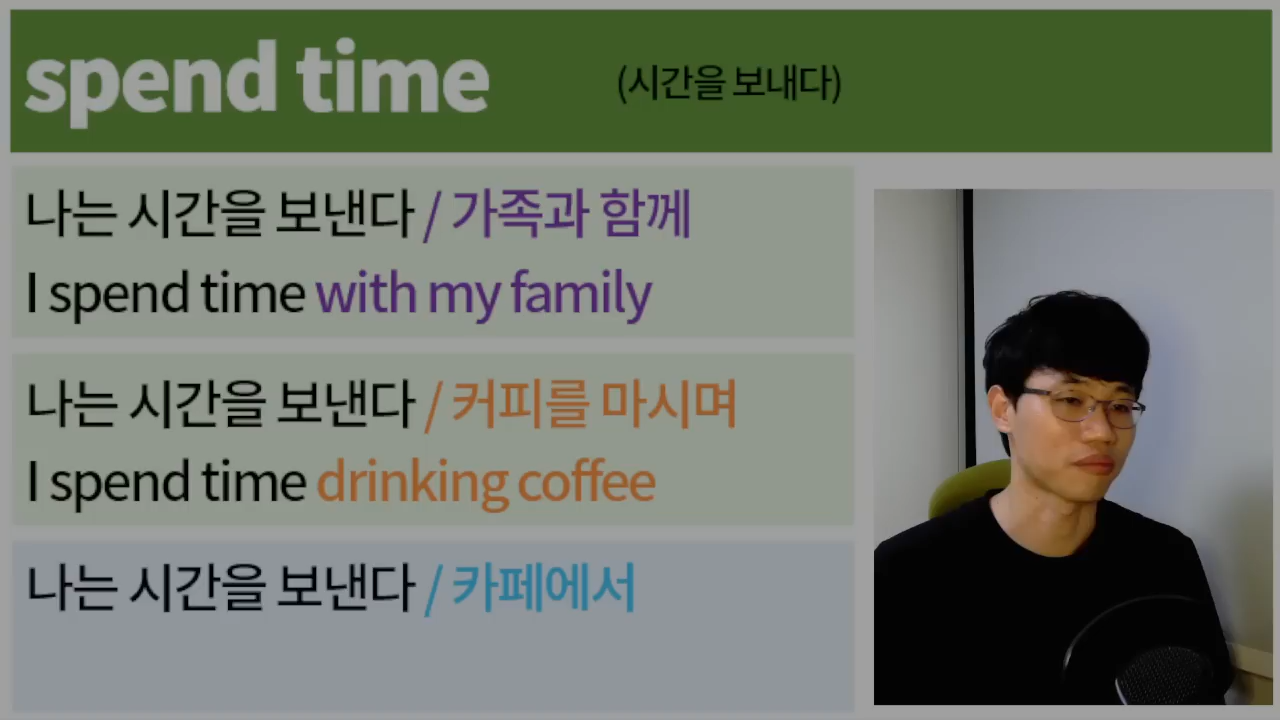 spend time (시간을 보내다)
나는 시간을 보낸다 / 가족과 함께
I spend time with my family
나는 시간을 보낸다 / 커피를 마시며
I spend time drinking coffee
나는 시간을 보낸다 / 카페에서